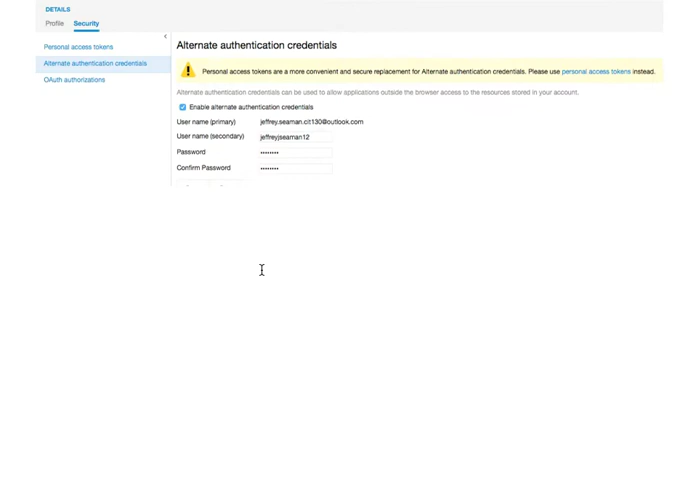 DETAILS
Profile Security
Personal access tokens
Alternate authentication credentials
OAuth authorizations
Alternate authentication credentials
Personal access tokens are a more convenient and secure replacement for Alternate authentication credentials. Please use personal access tokens instead.
Alternate authentication credentials can be used to allow applications outside the browser access to the resources stored in your account.
Enable alternate authentication credentials
User name (primary) jeffrey.seaman.cit130@outlook.com
User name (secondary) jeffreyjseaman12
Password ••••••••
Confirm Password ••••••••